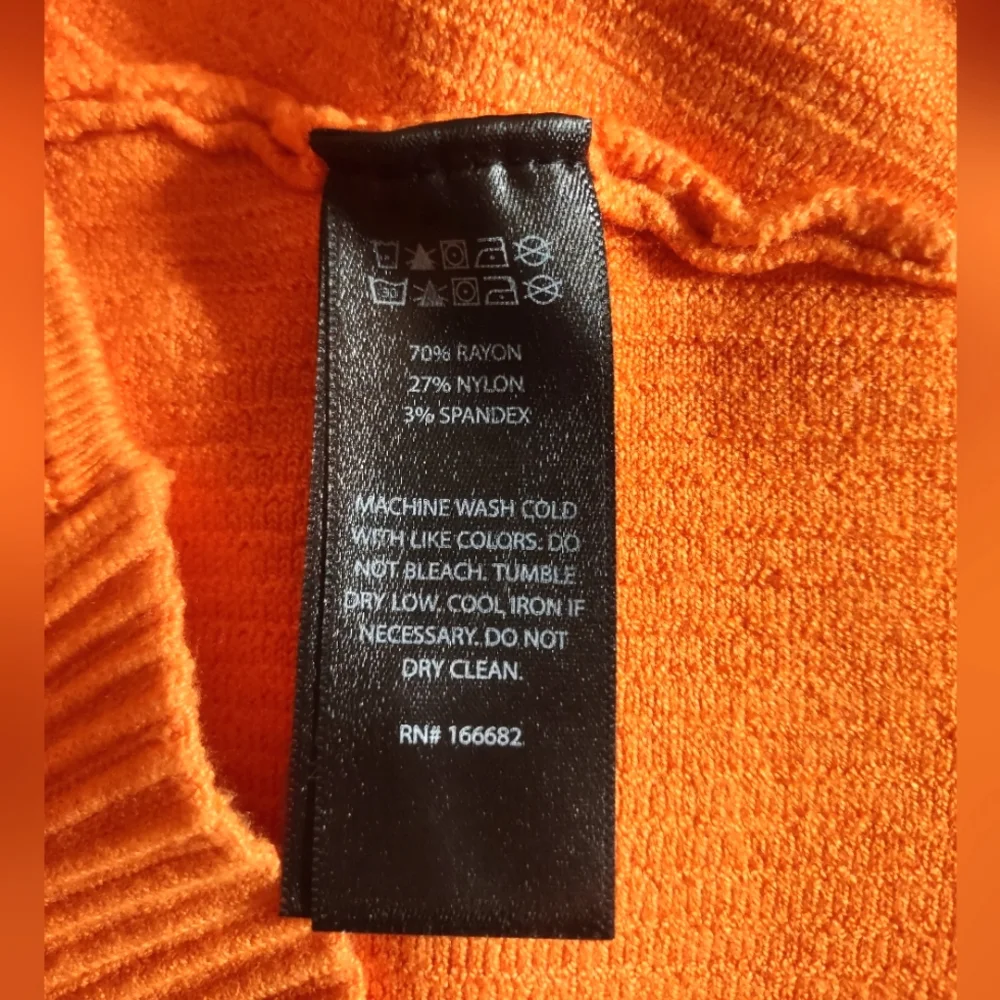 70% RAYON
27% NYLON
3% SPANDEX
MACHINE WASH COLD
WITH LIKE COLORS. DO
NOT BLEACH. TUMBLE
DRY LOW. COOL IRON IF
NECESSARY. DO NOT
DRY CLEAN.
RN# 166682